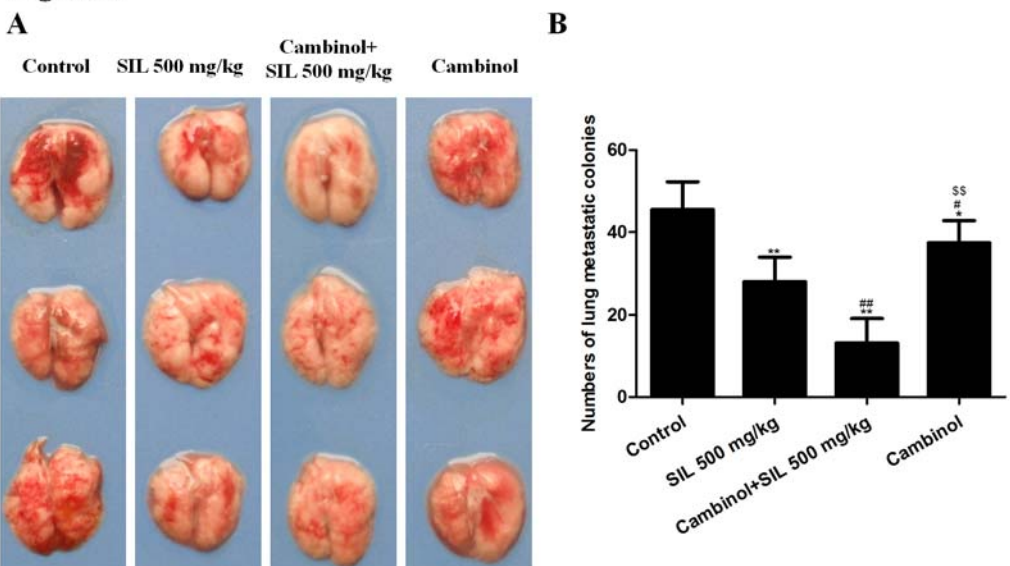 A
Control
SIL 500 mg/kg
Cambinol+
SIL 500 mg/kg
Cambinol
B
Numbers of lung metastatic colonies
60
40
20
0
**
##
**
$$
#
*
Control
SIL 500 mg/kg
Cambinol+SIL 500 mg/kg
Cambinol